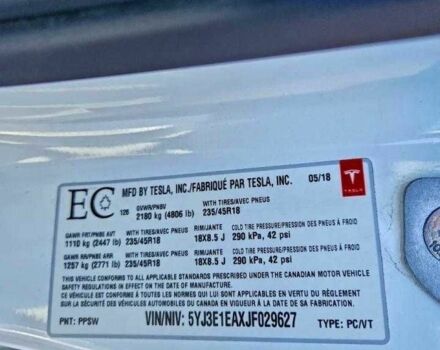 EC MFD BY TESLA, INC./FABRIQUÉ PAR TESLA, INC. 05/18
TESLA
126 GVWR/PNBV WITH TIRES/AVEC PNEUS
2180 kg (4806 lb) 235/45R18
GAWR FRT/PNBE AVT WITH TIRES/AVEC PNEUS RIM/JANTE COLD TIRE PRESSURE/PRESSION DES PNEUS À FROID
1110 kg (2447 lb) 235/45R18 18X8.5 J 290 kPa, 42 psi
GAWR RR/PNBE ARR WITH TIRES/AVEC PNEUS RIM/JANTE COLD TIRE PRESSURE/PRESSION DES PNEUS À FROID
1257 kg (2771 lb) 235/45R18 18X8.5 J 290 kPa, 42 psi
THIS VEHICLE CONFORMS TO ALL APPLICABLE STANDARDS PRESCRIBED UNDER THE CANADIAN MOTOR VEHICLE
SAFETY REGULATIONS IN EFFECT ON THE DATE OF MANUFACTURE.
CE VÉHICULE EST CONFORME À TOUTES LES NORMES QUI LUI SONT APPLICABLES EN VERTU DU RÈGLEMENT
SUR LA SÉCURITÉ DES VÉHICULES AUTOMOBILES DU CANADA EN VIGUEUR À LA DATE DE SA FABRICATION.
PNT: PPSW VIN/NIV: 5YJ3E1EAXJF029627 TYPE: PC/VT